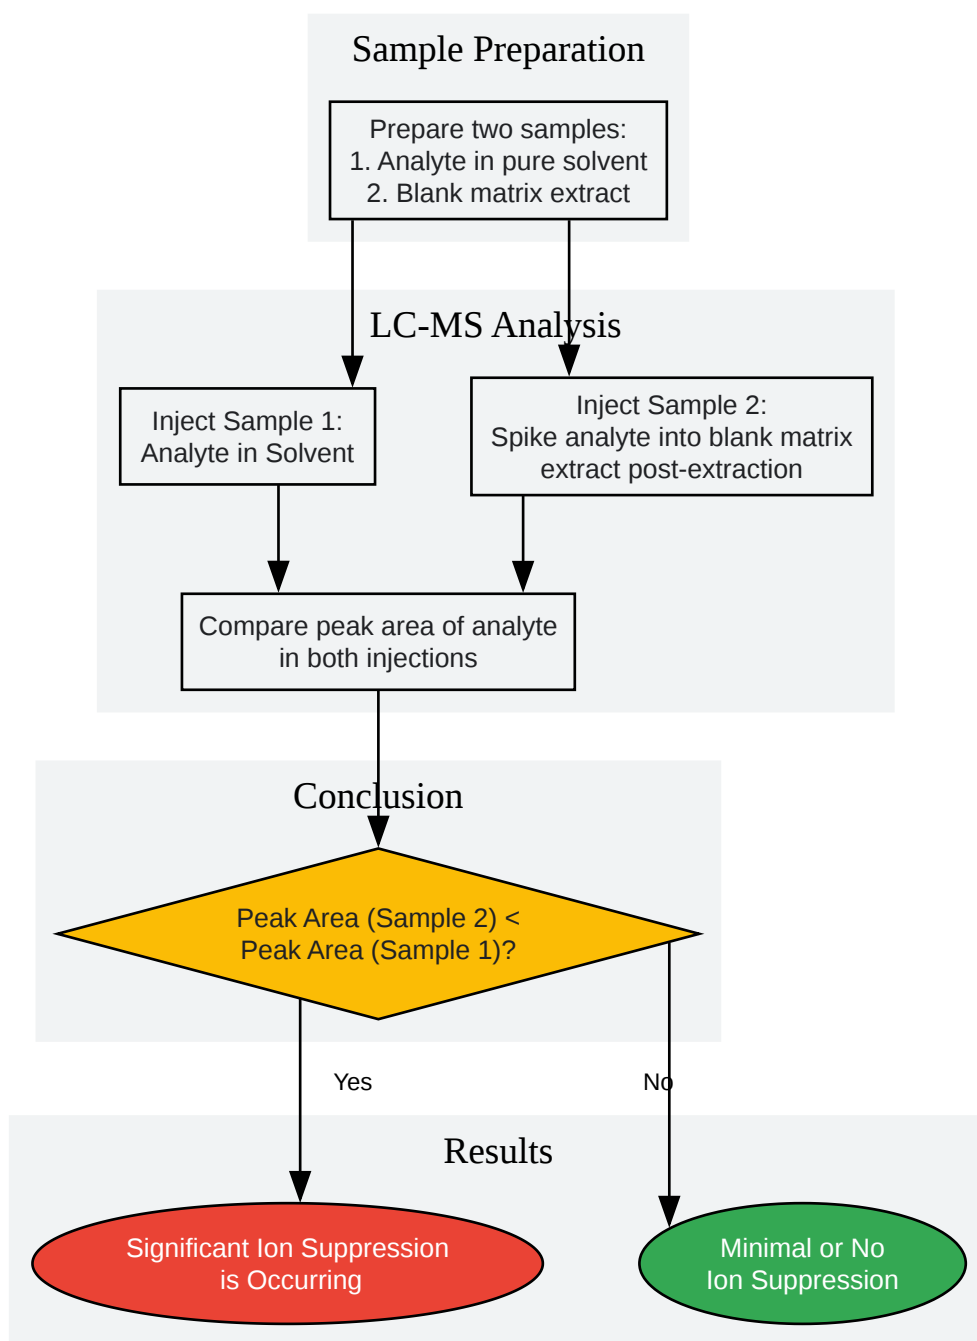 Sample Preparation
Prepare two samples:
1. Analyte in pure solvent
2. Blank matrix extract
LC-MS Analysis
Inject Sample 1:
Analyte in Solvent
Inject Sample 2:
Spike analyte into blank matrix
extract post-extraction
Compare peak area of analyte
in both injections
Conclusion
Peak Area (Sample 2) <
Peak Area (Sample 1)?
Yes
No
Results
Significant Ion Suppression
is Occurring
Minimal or No
Ion Suppression